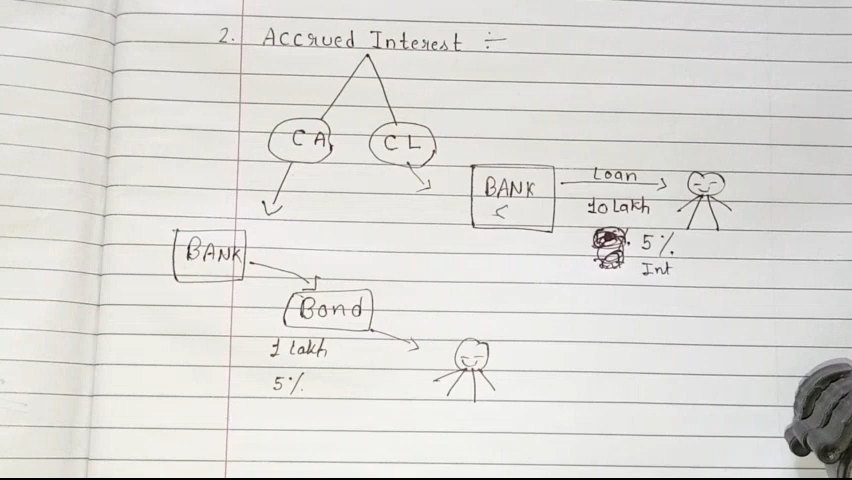 2. Accrued Interest :-
CA
CL
BANK
Loan
10 Lakh
5%
Int
BANK
Bond
1 Lakh
5%